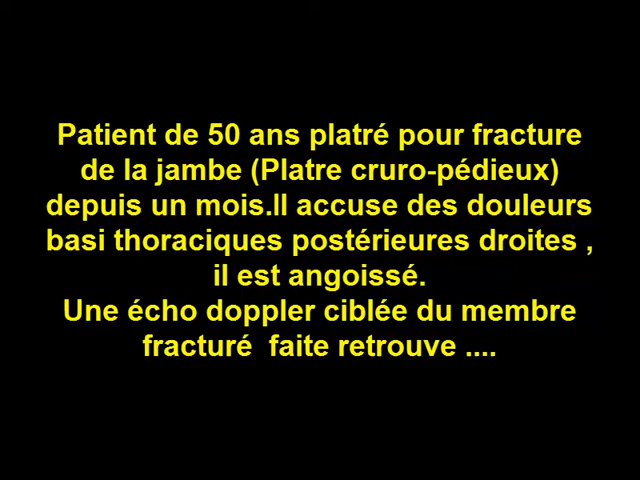 Patient de 50 ans platré pour fracture
de la jambe (Platre cruro-pédieux)
depuis un mois.Il accuse des douleurs
basi thoraciques postérieures droites ,
il est angoissé.
Une écho doppler ciblée du membre
fracturé  faite retrouve ....